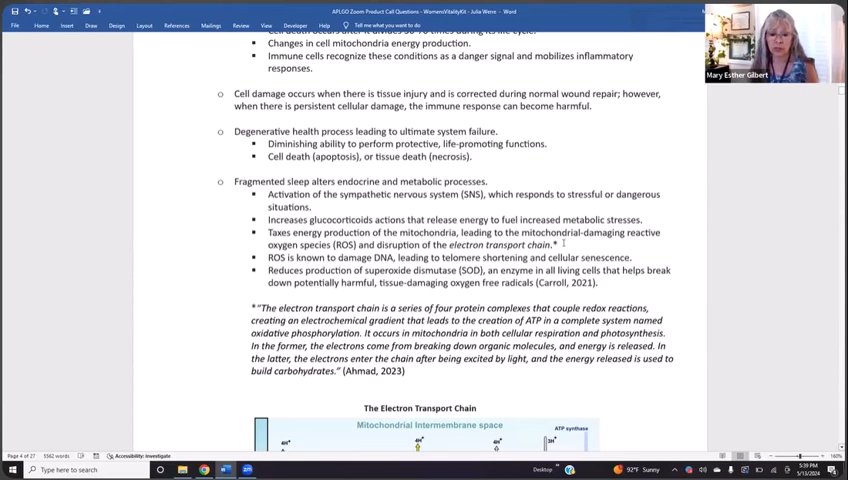 APLGO Zoom Product Call Questions - WomensVitalityKit - Julia Werre - Word
File Home Insert Draw Design Layout References Mailings Review View Developer Help Tell me what you want to do
Mary Esther Gilbert
Changes in cell mitochondria energy production.
Immune cells recognize these conditions as a danger signal and mobilizes inflammatory
responses.
Cell damage occurs when there is tissue injury and is corrected during normal wound repair; however,
when there is persistent cellular damage, the immune response can become harmful.
Degenerative health process leading to ultimate system failure.
Diminishing ability to perform protective, life-promoting functions.
Cell death (apoptosis), or tissue death (necrosis).
Fragmented sleep alters endocrine and metabolic processes.
Activation of the sympathetic nervous system (SNS), which responds to stressful or dangerous
situations.
Increases glucocorticoids actions that release energy to fuel increased metabolic stresses.
Taxes energy production of the mitochondria, leading to the mitochondrial-damaging reactive
oxygen species (ROS) and disruption of the electron transport chain.*
ROS is known to damage DNA, leading to telomere shortening and cellular senescence.
Reduces production of superoxide dismutase (SOD), an enzyme in all living cells that helps break
down potentially harmful, tissue-damaging oxygen free radicals (Carroll, 2021).
*"The electron transport chain is a series of four protein complexes that couple redox reactions,
creating an electrochemical gradient that leads to the creation of ATP in a complete system named
oxidative phosphorylation. It occurs in mitochondria in both cellular respiration and photosynthesis.
In the former, the electrons come from breaking down organic molecules, and energy is released. In
the latter, the electrons enter the chain after being excited by light, and the energy released is used to
build carbohydrates." (Ahmad, 2023)
The Electron Transport Chain
Mitochondrial Intermembrane space
ATP synthase
4H+ 4H+ 4H+ 3H+
Page 4 of 27 5562 words Accessibility: Investigate 160%
Type here to search Desktop 92°F Sunny 5:39 PM
5/13/2024